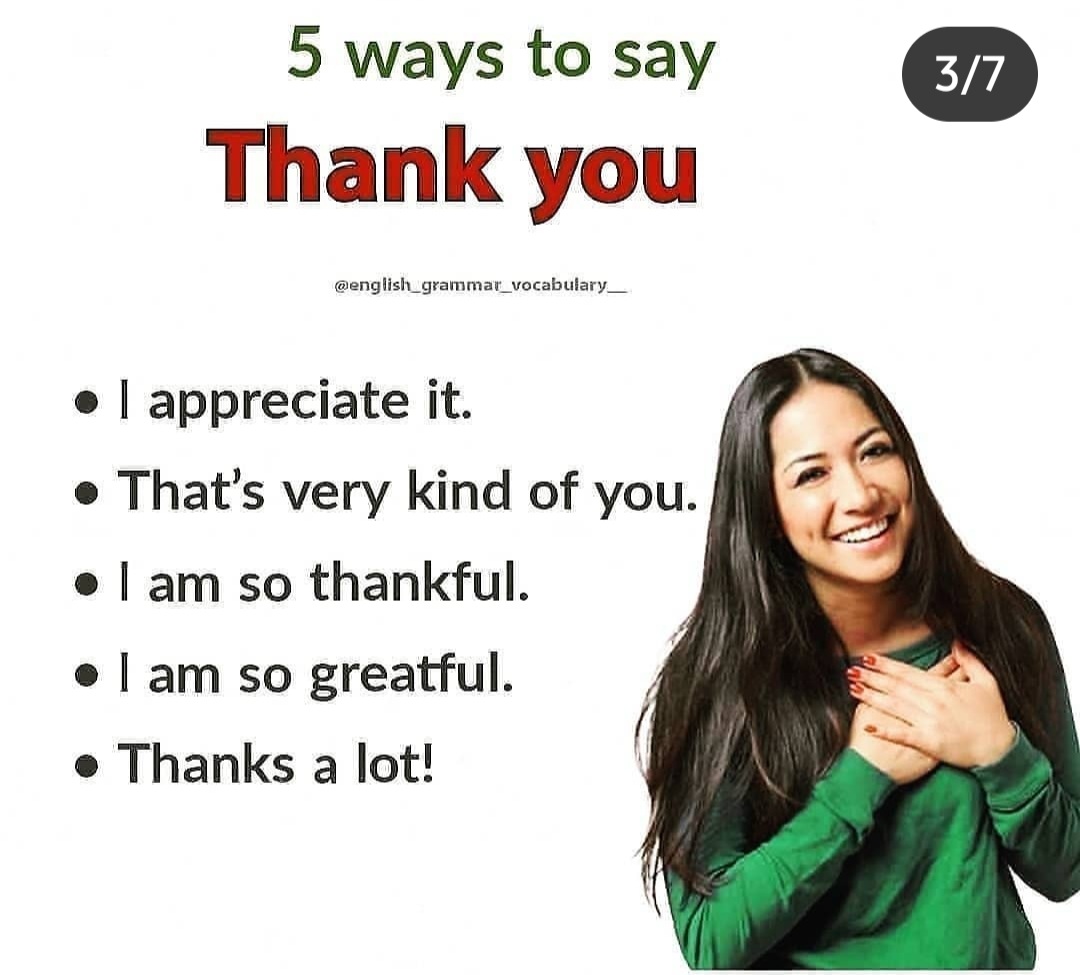 5 ways to say
3/7
Thank you
@english_grammar_vocabulary__
• I appreciate it.
• That's very kind of you.
• I am so thankful.
• I am so greatful.
• Thanks a lot!